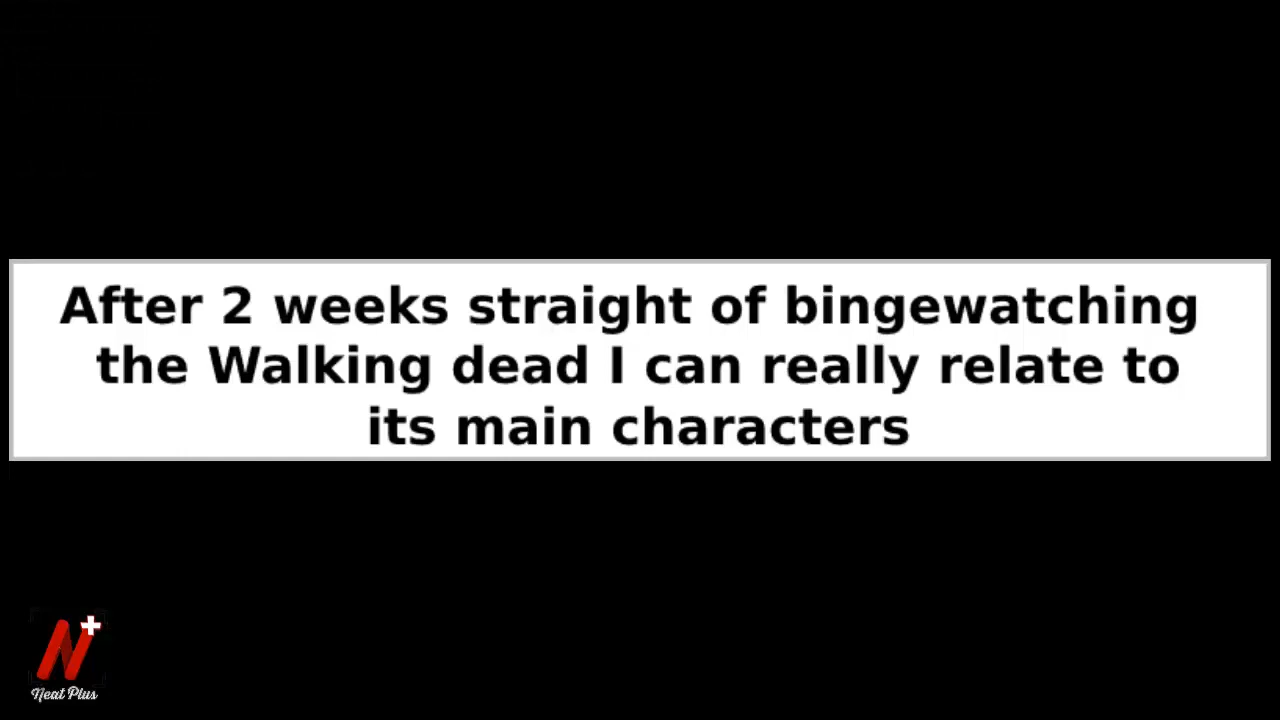 After 2 weeks straight of bingewatching
the Walking dead I can really relate to
its main characters
N+
Neat Plus